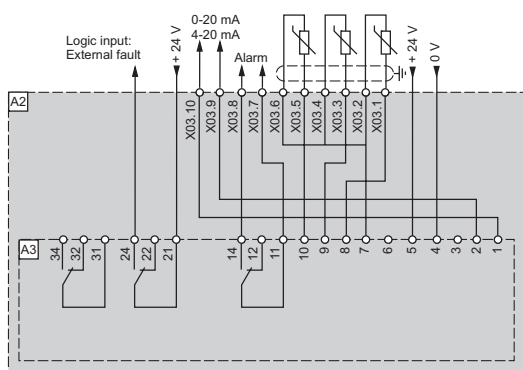 0-20 mA
4-20 mA
Logic input:
External fault
+ 24 V
Alarm
+ 24 V
0 V
A2
X03.10
X03.9
X03.8
X03.7
X03.6
X03.5
X03.4
X03.3
X03.2
X03.1
A3
34
32
31
24
22
21
14
12
11
10
9
8
7
6
5
4
3
2
1